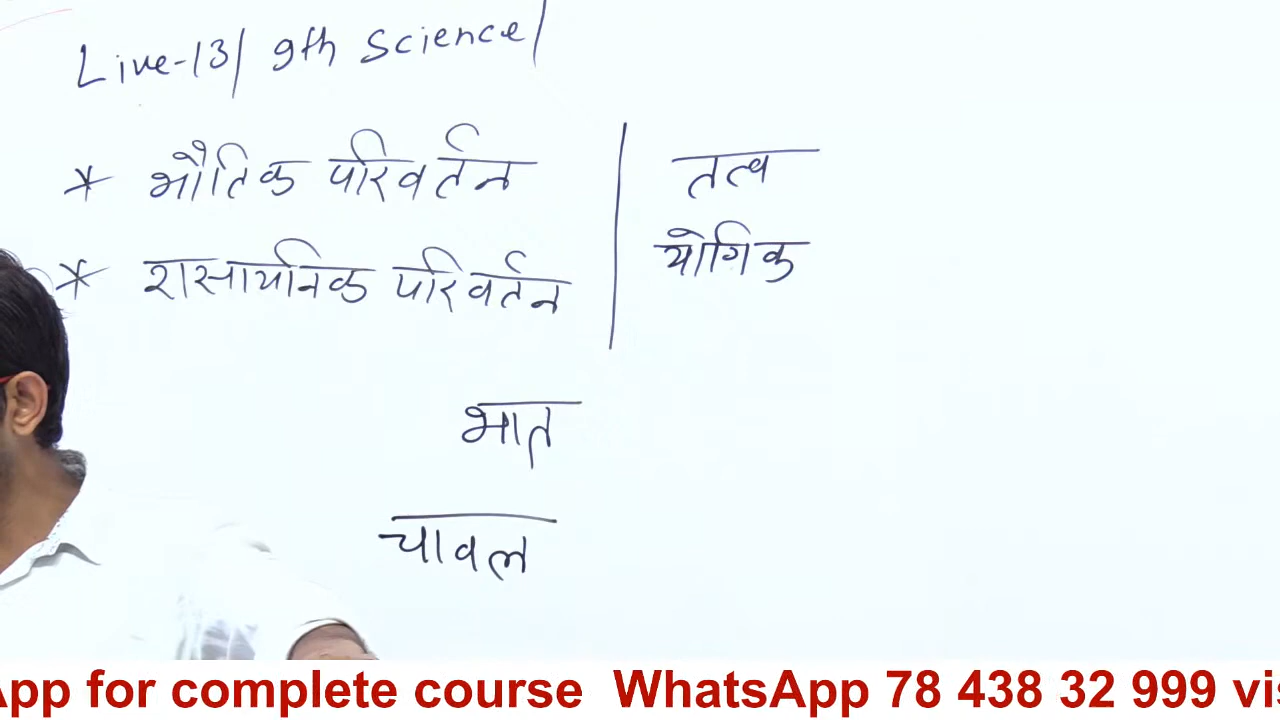 Live-13/ 9th Science/
* भौतिक परिवर्तन
* रासायनिक परिवर्तन
तत्व
योगिक
भात
चावल
App for complete course WhatsApp 78 438 32 999 vis